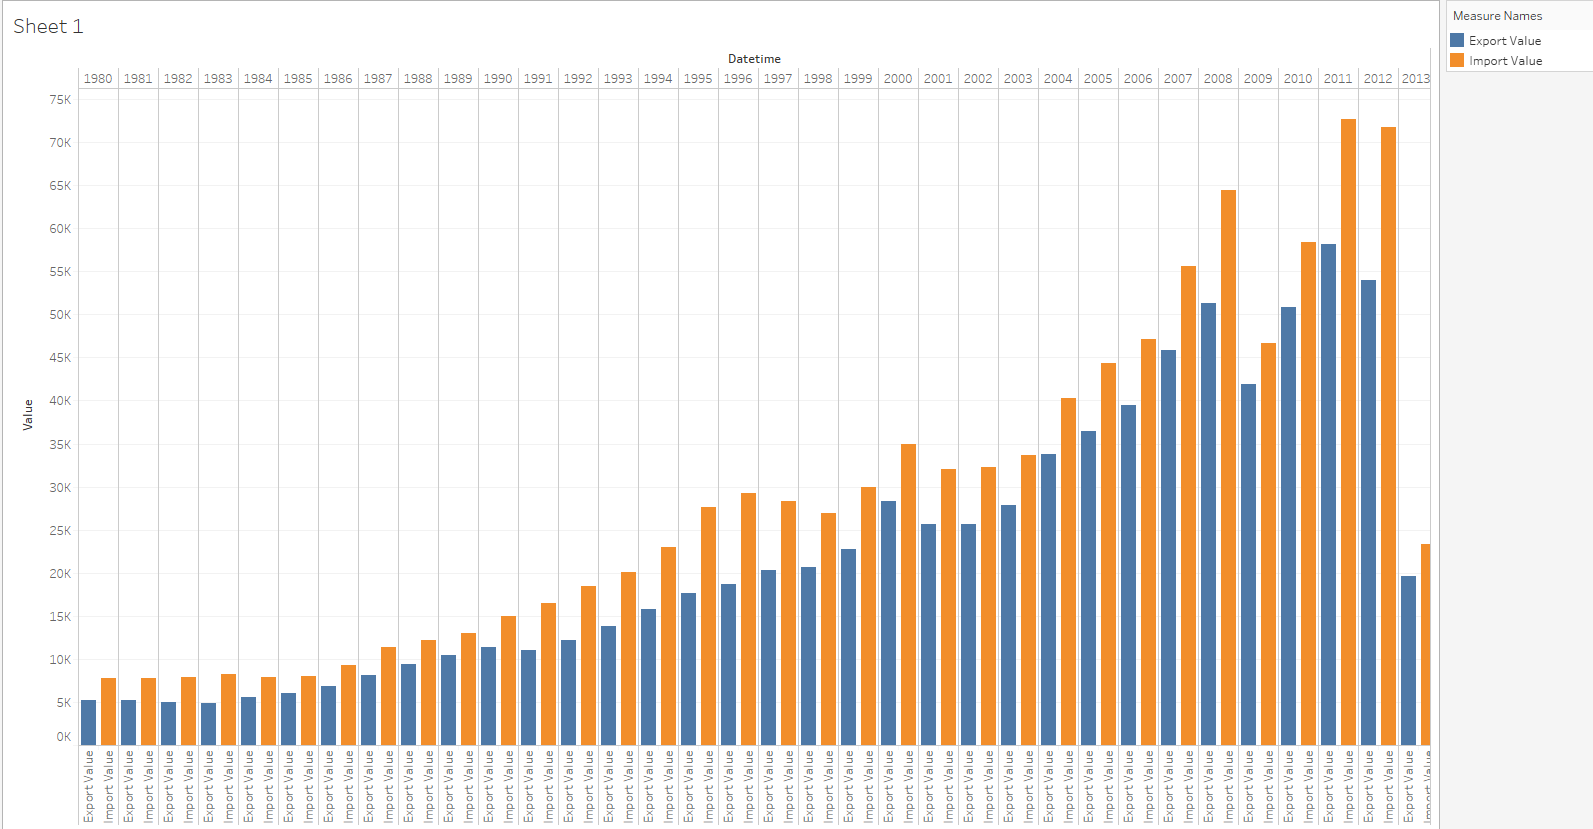 Sheet 1
Measure Names
Export Value
Import Value
Datetime
1980 1981 1982 1983 1984 1985 1986 1987 1988 1989 1990 1991 1992 1993 1994 1995 1996 1997 1998 1999 2000 2001 2002 2003 2004 2005 2006 2007 2008 2009 2010 2011 2012 2013
75K
70K
65K
60K
55K
50K
45K
40K
35K
30K
25K
20K
15K
10K
5K
0K
Value
Export Value
Import Value
Export Value
Import Value
Export Value
Import Value
Export Value
Import Value
Export Value
Import Value
Export Value
Import Value
Export Value
Import Value
Export Value
Import Value
Export Value
Import Value
Export Value
Import Value
Export Value
Import Value
Export Value
Import Value
Export Value
Import Value
Export Value
Import Value
Export Value
Import Value
Export Value
Import Value
Export Value
Import Value
Export Value
Import Value
Export Value
Import Value
Export Value
Import Value
Export Value
Import Value
Export Value
Import Value
Export Value
Import Value
Export Value
Import Value
Export Value
Import Value
Export Value
Import Value
Export Value
Import Value
Export Value
Import Value
Export Value
Import Value
Export Value
Import Value
Export Value
Import Value
Export Value
Import Value
Export Value
Import Value
Export Value
Import Value